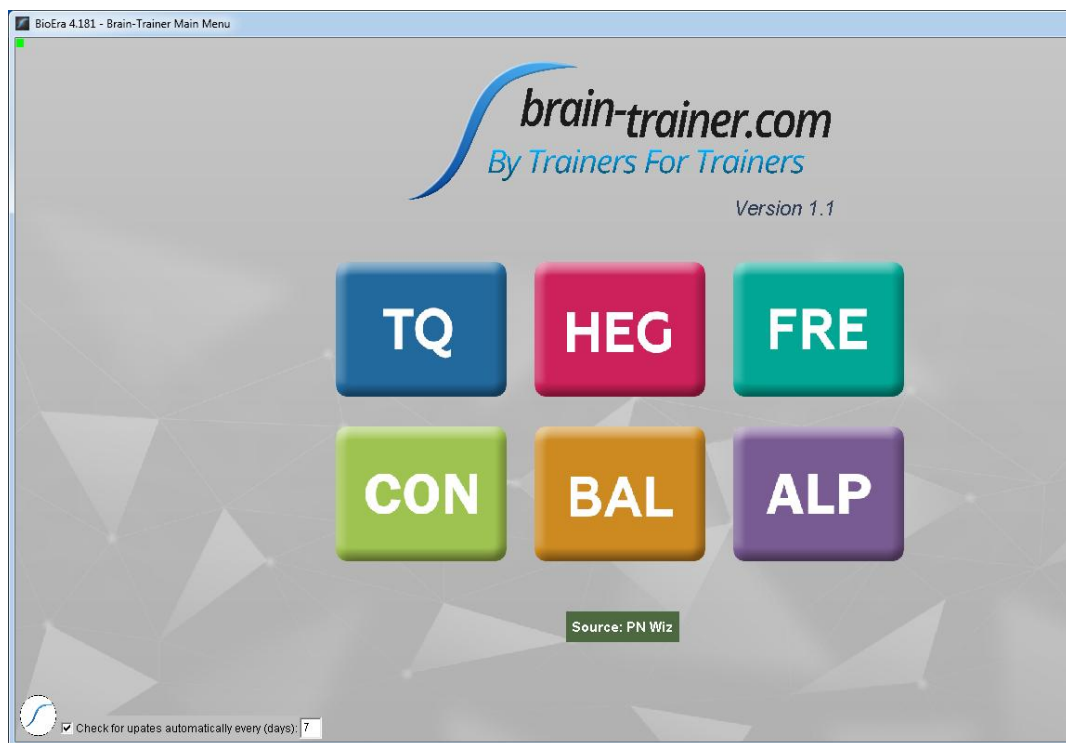 BioEra 4.181 - Brain-Trainer Main Menu
brain-trainer.com
By Trainers For Trainers
Version 1.1
TQ HEG FRE
CON BAL ALP
Source: PN Wiz
Check for upates automatically every (days): 7